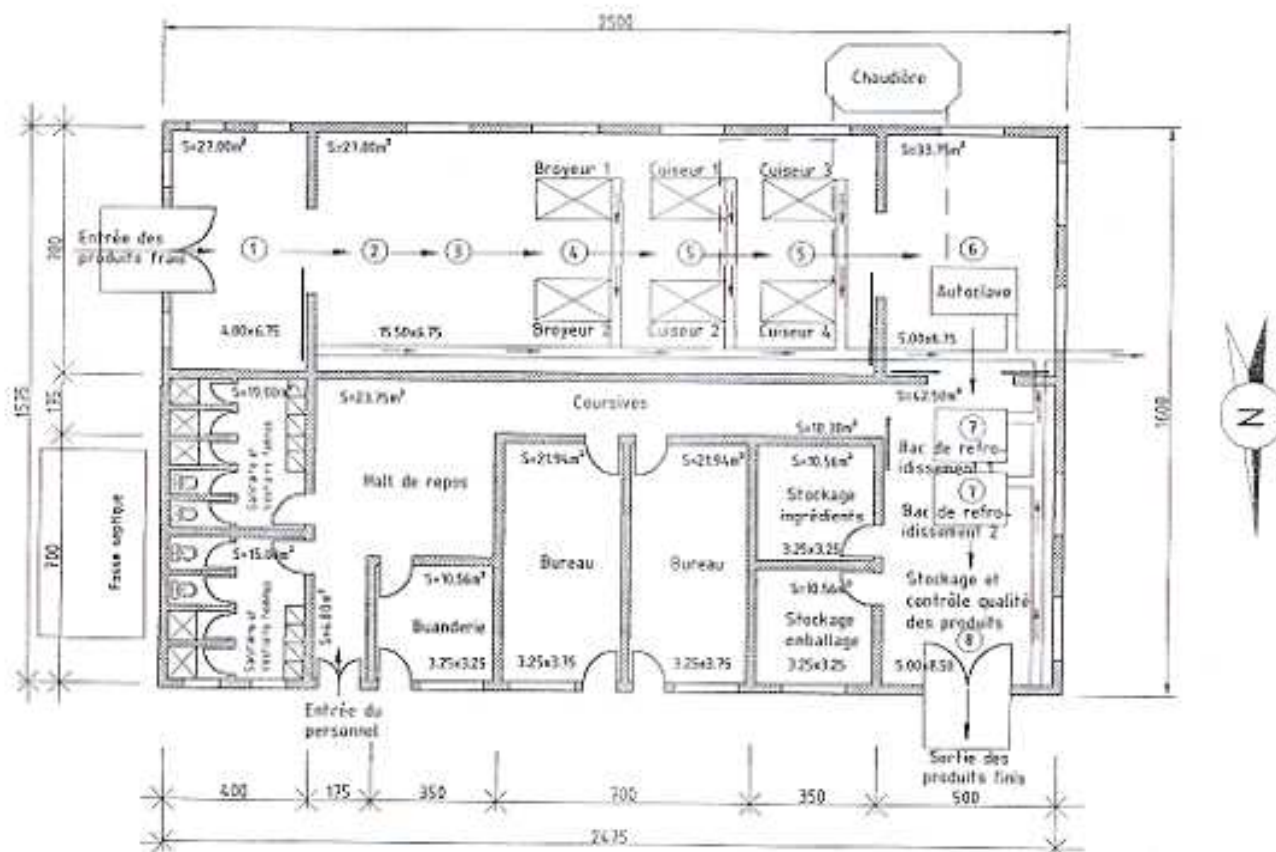 2500
Chaudière
S=27.00m²
S=27.00m²
S=33.75m²
Broyeur 1
Cuiseur 1
Cuiseur 3
Entrée des
produits frais
1
2
3
4
5
5
6
700
Autoclave
4.00x6.75
15.50x6.75
Broyeur 2
Cuiseur 2
Cuiseur 4
5.00x6.75
1575
175
1600
N
S=23.75m²
Coursives
S=42.50m²
S=10.30m²
7
Bac de refro-
idissement 1
7
Bac de refro-
idissement 2
Hall de repos
S=21.94m²
S=21.94m²
S=10.56m²
Stockage
ingrédients
3.25x3.25
700
Fosse septique
Bureau
Bureau
S=10.56m²
Buanderie
3.25x3.25
3.25x3.75
3.25x3.75
S=10.56m²
Stockage
emballage
3.25x3.25
Stockage et
contrôle qualité
des produits
8
5.00x8.50
Entrée du
personnel
Sortie des
produits finis
400
175
350
700
350
500
2475